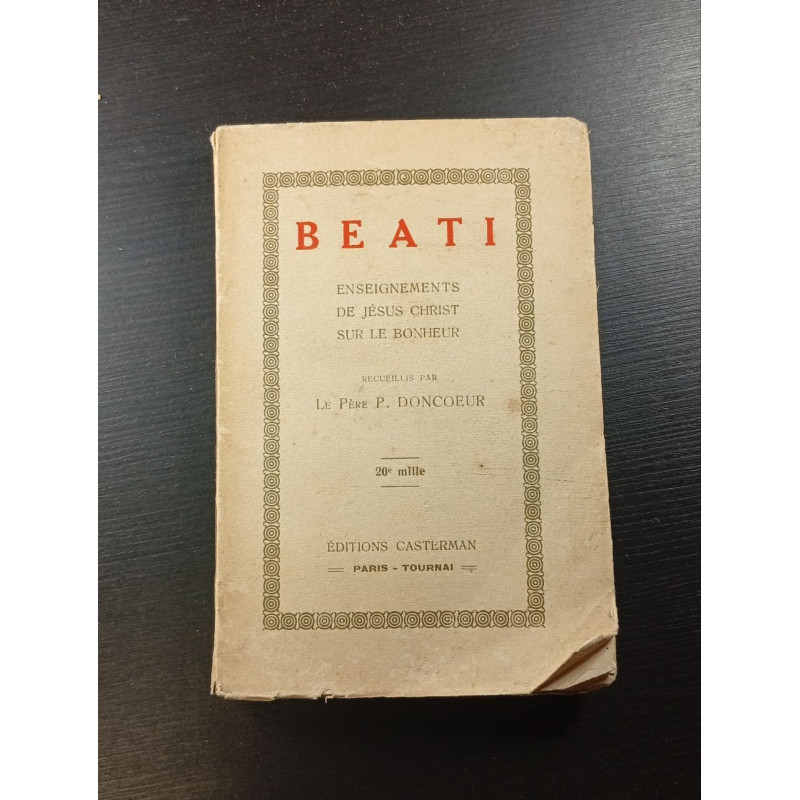 BEATI
ENSEIGNEMENTS
DE JÉSUS CHRIST
SUR LE BONHEUR
RECUEILLIS PAR
LE PÈRE P. DONCOEUR
20e mille
ÉDITIONS CASTERMAN
PARIS - TOURNAI